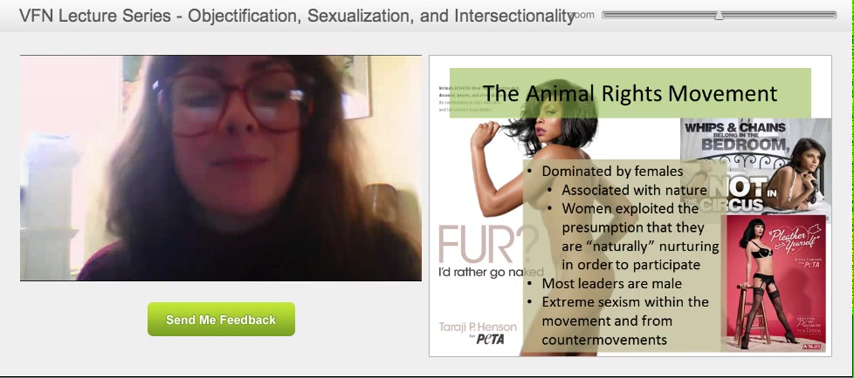 VFN Lecture Series - Objectification, Sexualization, and Intersectionality
oom
The Animal Rights Movement
WHIPS & CHAINS
BELONG IN THE
BEDROOM,
NOT IN
CIRCUS
• Dominated by females
• Associated with nature
• Women exploited the
presumption that they
are “naturally” nurturing
in order to participate
• Most leaders are male
• Extreme sexism within the
movement and from
countermovements
FUR?
I'd rather go naked
Taraji P. Henson
for PETA
"Pleather
Yourself"
PETA
Send Me Feedback